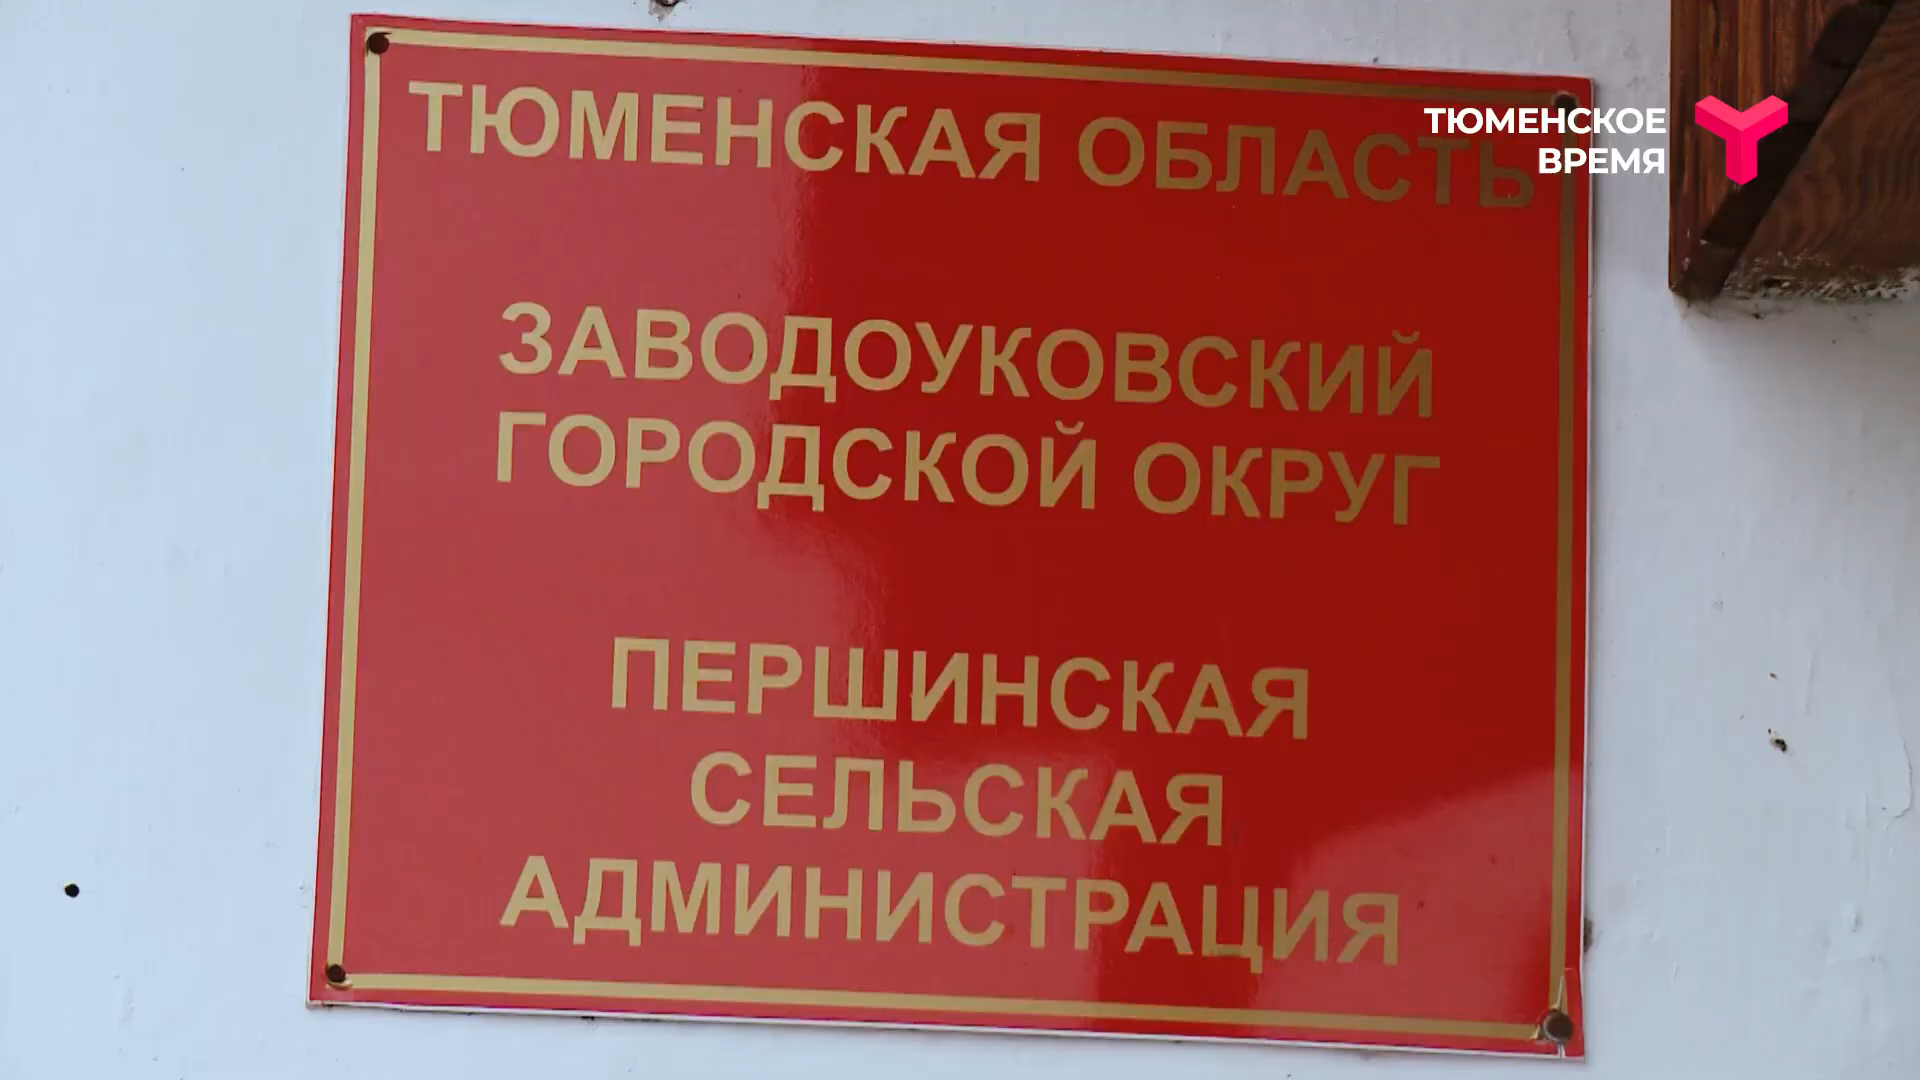 ТЮМЕНСКАЯ ОБЛАСТЬ
ТЮМЕНСКОЕ
ВРЕМЯ
ЗАВОДОУКОВСКИЙ
ГОРОДСКОЙ ОКРУГ
ПЕРШИНСКАЯ
СЕЛЬСКАЯ
АДМИНИСТРАЦИЯ